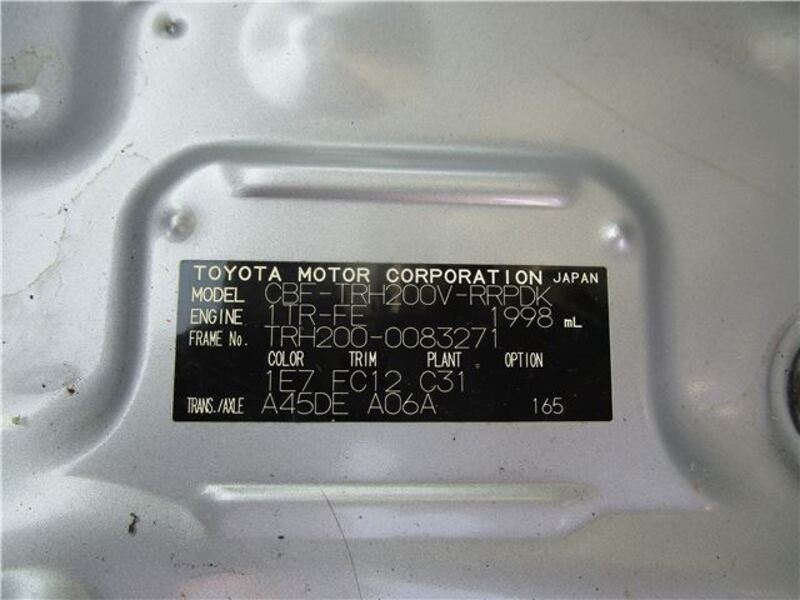 TOYOTA MOTOR CORPORATION JAPAN
MODEL CBF-TRH200V-RRPDK
ENGINE 1TR-FE 1998 mL
FRAME No. TRH200-0083271
COLOR TRIM PLANT OPTION
1E7 FC12 C31
TRANS./AXLE A45DE A06A 165